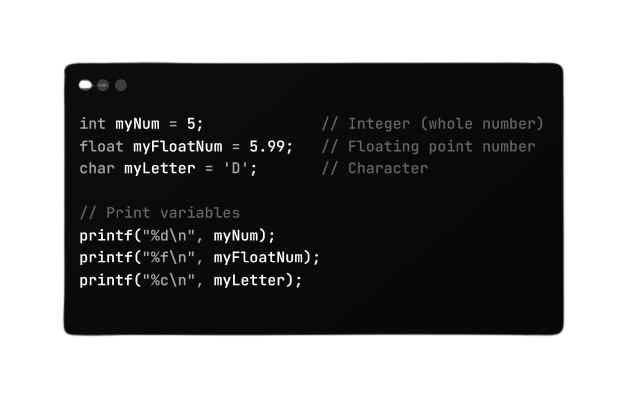 int myNum = 5;             // Integer (whole number)
float myFloatNum = 5.99;   // Floating point number
char myLetter = 'D';       // Character

// Print variables
printf("%d\n", myNum);
printf("%f\n", myFloatNum);
printf("%c\n", myLetter);